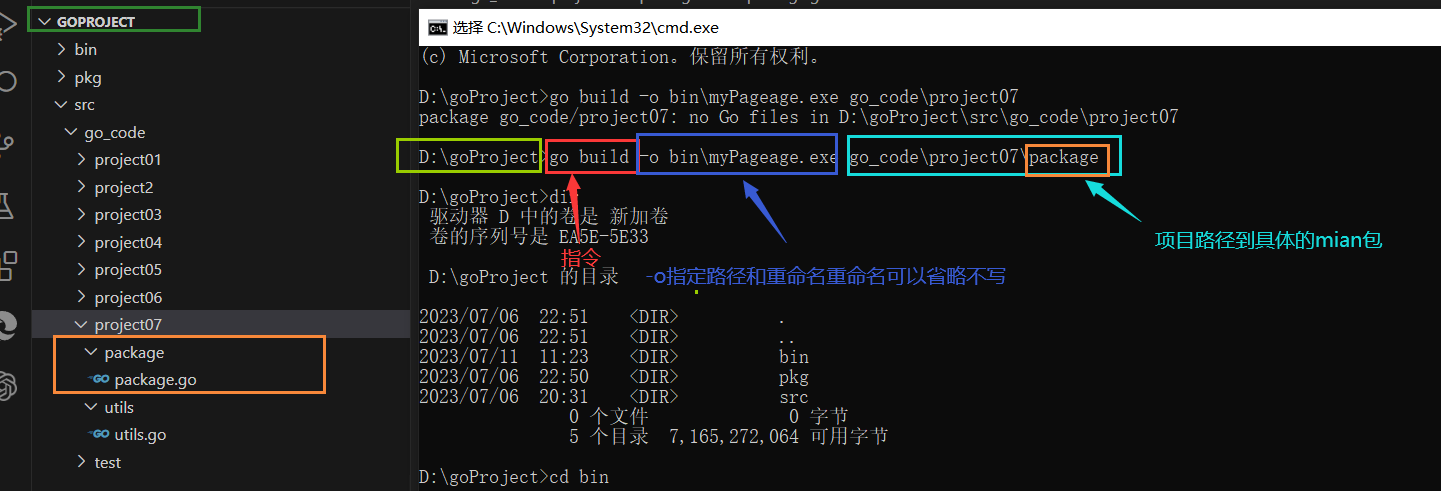 GOPROJECT
bin
pkg
src
go_code
project01
project2
project03
project04
project05
project06
project07
package
GO package.go
utils
GO utils.go
test
选择 C:\Windows\System32\cmd.exe
(c) Microsoft Corporation。保留所有权利。
D:\goProject>go build -o bin\myPageage.exe go_code\project07
package go_code/project07: no Go files in D:\goProject\src\go_code\project07
D:\goProject>go build -o bin\myPageage.exe go_code\project07\package
D:\goProject>dir
驱动器 D 中的卷是 新加卷
卷的序列号是 EA5E-5E33
指令
项目路径到具体的mian包
D:\goProject 的目录
-o指定路径和重命名重命名可以省略不写
2023/07/06 22:51 <DIR> .
2023/07/06 22:51 <DIR> ..
2023/07/11 11:23 <DIR> bin
2023/07/06 22:50 <DIR> pkg
2023/07/06 20:31 <DIR> src
0 个文件 0 字节
5 个目录 7,165,272,064 可用字节
D:\goProject>cd bin